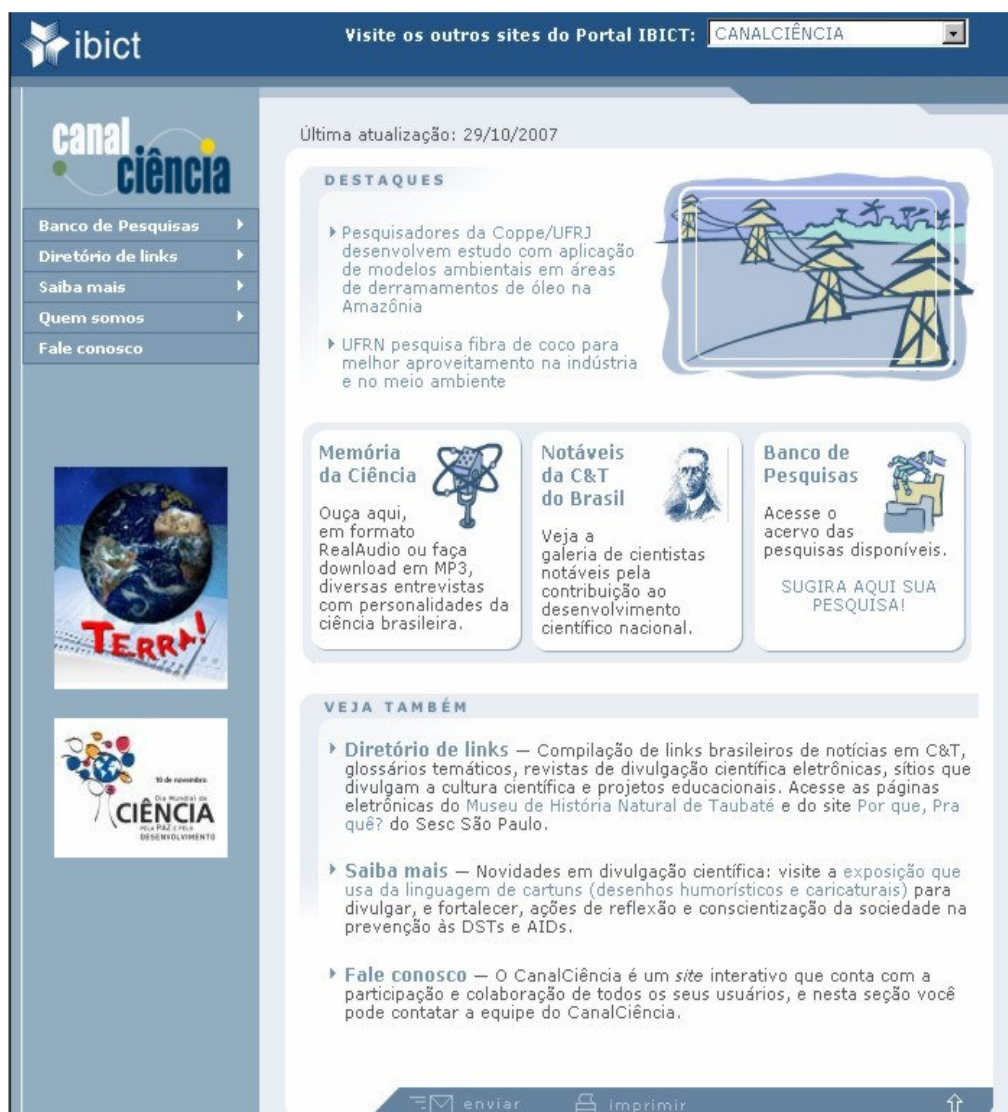 ibict
Visite os outros sites do Portal IBICT: CANALCIÊNCIA
canal
ciência
Banco de Pesquisas
Diretório de links
Saiba mais
Quem somos
Fale conosco
TERRA!
10 de novembro
Dia Mundial da
CIÊNCIA
PELA PAZ E PELO
DESENVOLVIMENTO
Última atualização: 29/10/2007
DESTAQUES
Pesquisadores da Coppe/UFRJ
desenvolvem estudo com aplicação
de modelos ambientais em áreas
de derramamentos de óleo na
Amazônia
UFRN pesquisa fibra de coco para
melhor aproveitamento na indústria
e no meio ambiente
Memória
da Ciência
Ouça aqui,
em formato
RealAudio ou faça
download em MP3,
diversas entrevistas
com personalidades da
ciência brasileira.
Notáveis
da C&T
do Brasil
Veja a
galeria de cientistas
notáveis pela
contribuição ao
desenvolvimento
científico nacional.
Banco de
Pesquisas
Acesse o
acervo das
pesquisas disponíveis.
SUGIRA AQUI SUA
PESQUISA!
VEJA TAMBÉM
Diretório de links — Compilação de links brasileiros de notícias em C&T,
glossários temáticos, revistas de divulgação científica eletrônicas, sítios que
divulgam a cultura científica e projetos educacionais. Acesse as páginas
eletrônicas do Museu de História Natural de Taubaté e do site Por que, Pra
quê? do Sesc São Paulo.
Saiba mais — Novidades em divulgação científica: visite a exposição que
usa da linguagem de cartuns (desenhos humorísticos e caricaturais) para
divulgar, e fortalecer, ações de reflexão e conscientização da sociedade na
prevenção às DSTs e AIDs.
Fale conosco — O CanalCiência é um site interativo que conta com a
participação e colaboração de todos os seus usuários, e nesta seção você
pode contatar a equipe do CanalCiência.
enviar
imprimir